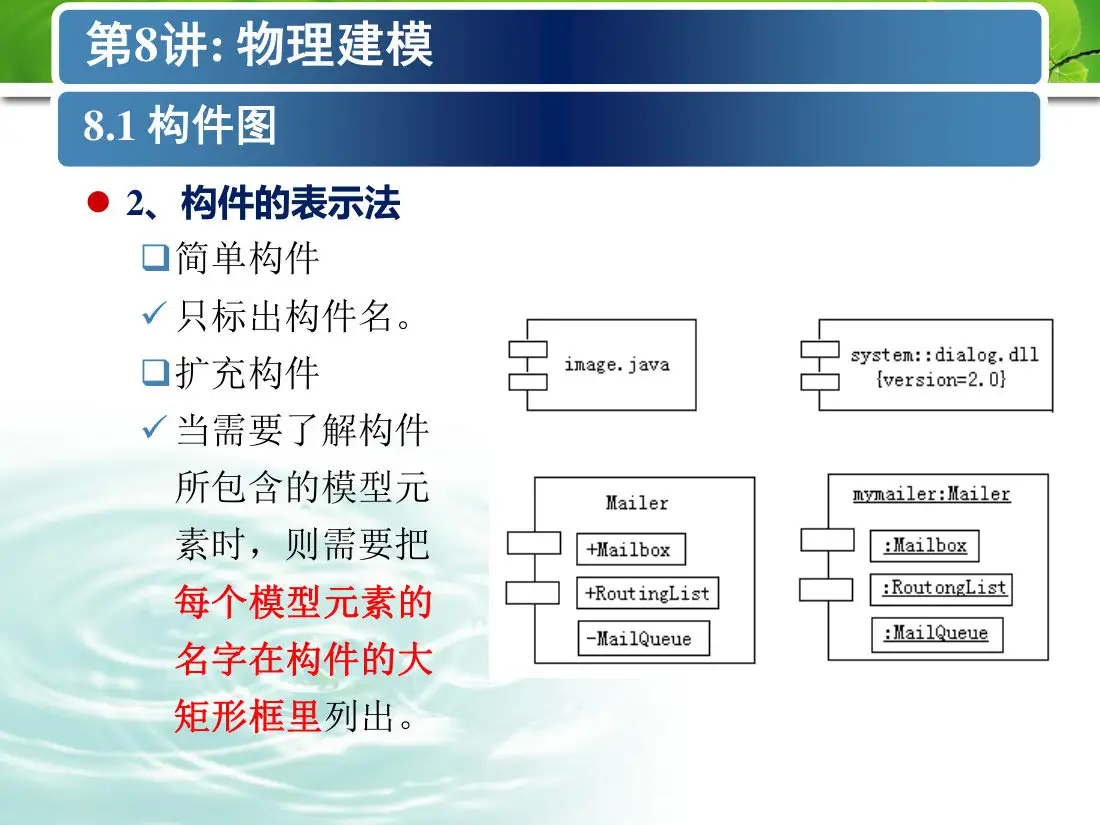 第8讲: 物理建模
8.1 构件图
2、构件的表示法
简单构件
只标出构件名。
扩充构件
当需要了解构件
所包含的模型元
素时，则需要把
每个模型元素的
名字在构件的大
矩形框里列出。
image.java
system::dialog.dll
{version=2.0}
Mailer
+Mailbox
+RoutingList
-MailQueue
mymailer:Mailer
:Mailbox
:RoutongList
:MailQueue